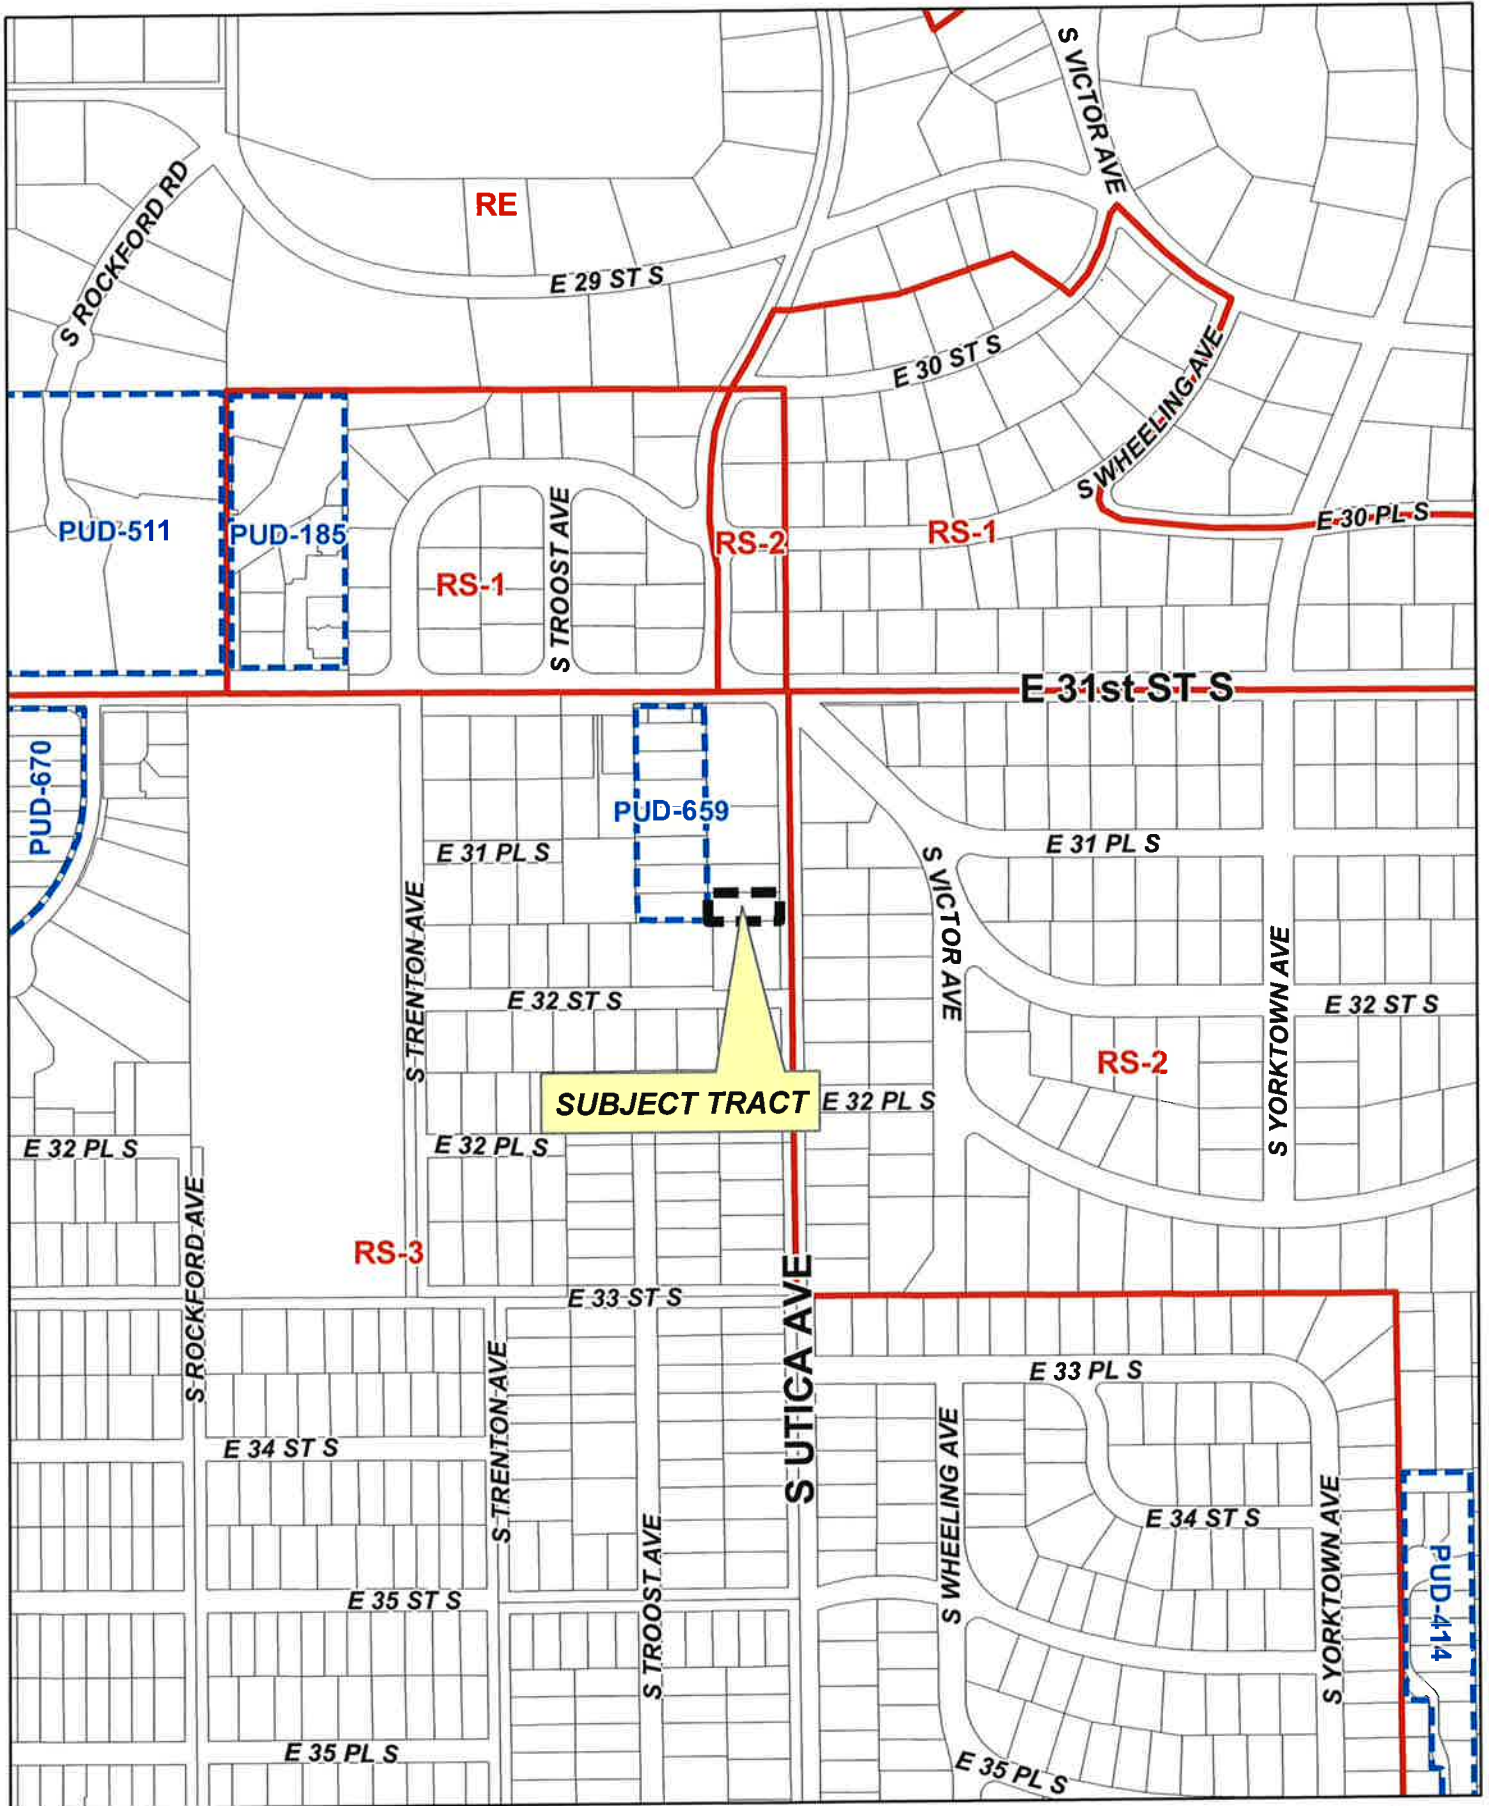 S VICTOR AVE
S ROCKFORD RD
RE
E 29 ST S
E 30 ST S
S WHEELING AVE
PUD-511
PUD-185
S TROOST AVE
RS-1
RS-2
RS-1
E 30 PL S
E 31st ST S
PUD-670
PUD-659
E 31 PL S
E 31 PL S
S VICTOR AVE
S TRENTON AVE
S YORKTOWN AVE
E 32 ST S
E 32 ST S
RS-2
SUBJECT TRACT
E 32 PL S
E 32 PL S
E 32 PL S
S ROCKFORD AVE
RS-3
E 33 ST S
S UTICA AVE
E 33 PL S
S TRENTON AVE
S WHEELING AVE
E 34 ST S
E 34 ST S
S YORKTOWN AVE
S TROOST AVE
PUD-414
E 35 ST S
E 35 PL S
E 35 PL S